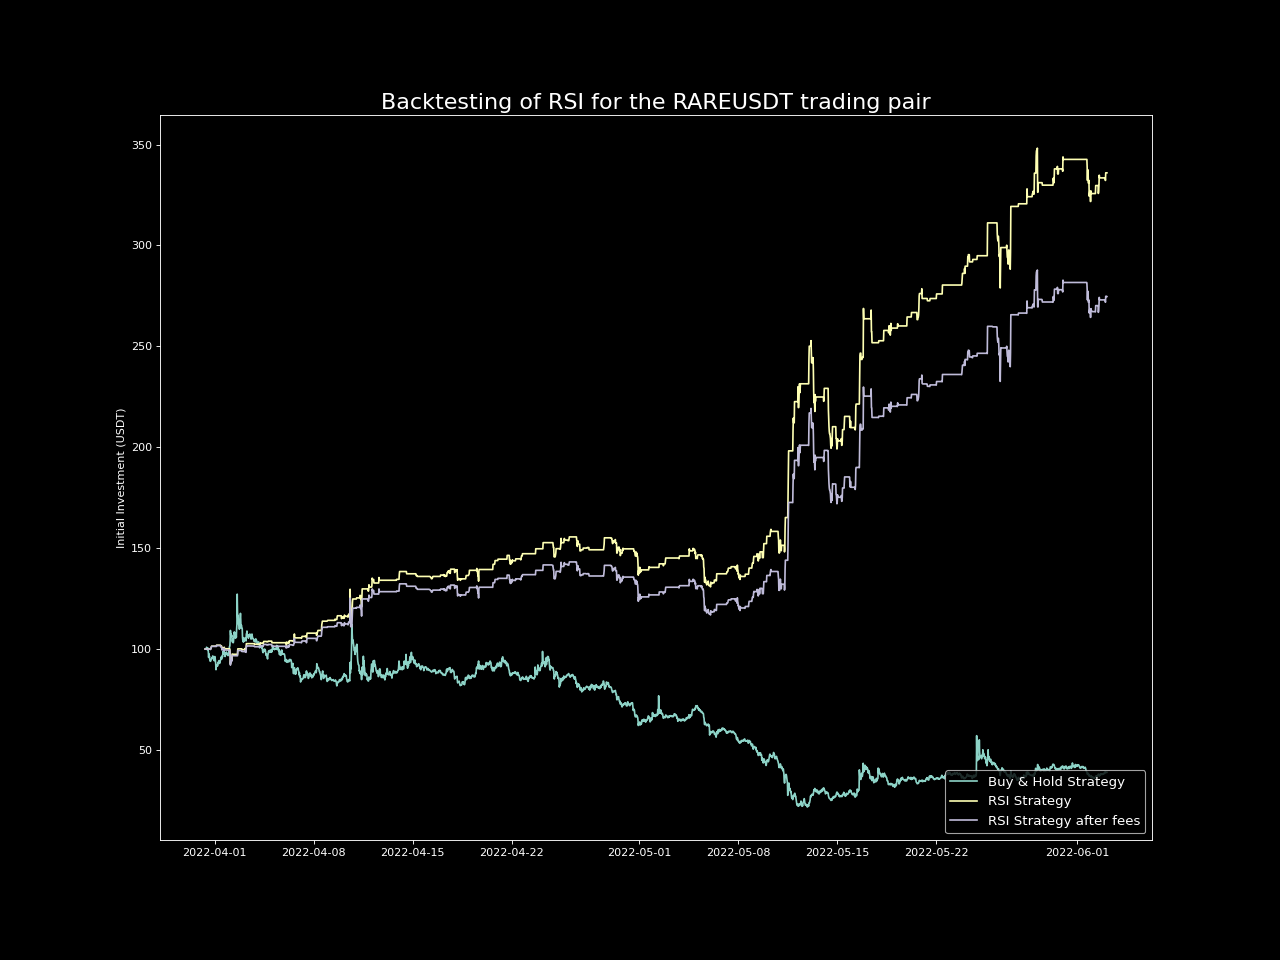 Backtesting of RSI for the RAREUSDT trading pair
350
300
250
200
150
100
50
Initial Investment (USDT)
2022-04-01 2022-04-08 2022-04-15 2022-04-22 2022-05-01 2022-05-08 2022-05-15 2022-05-22 2022-06-01
Buy & Hold Strategy
RSI Strategy
RSI Strategy after fees